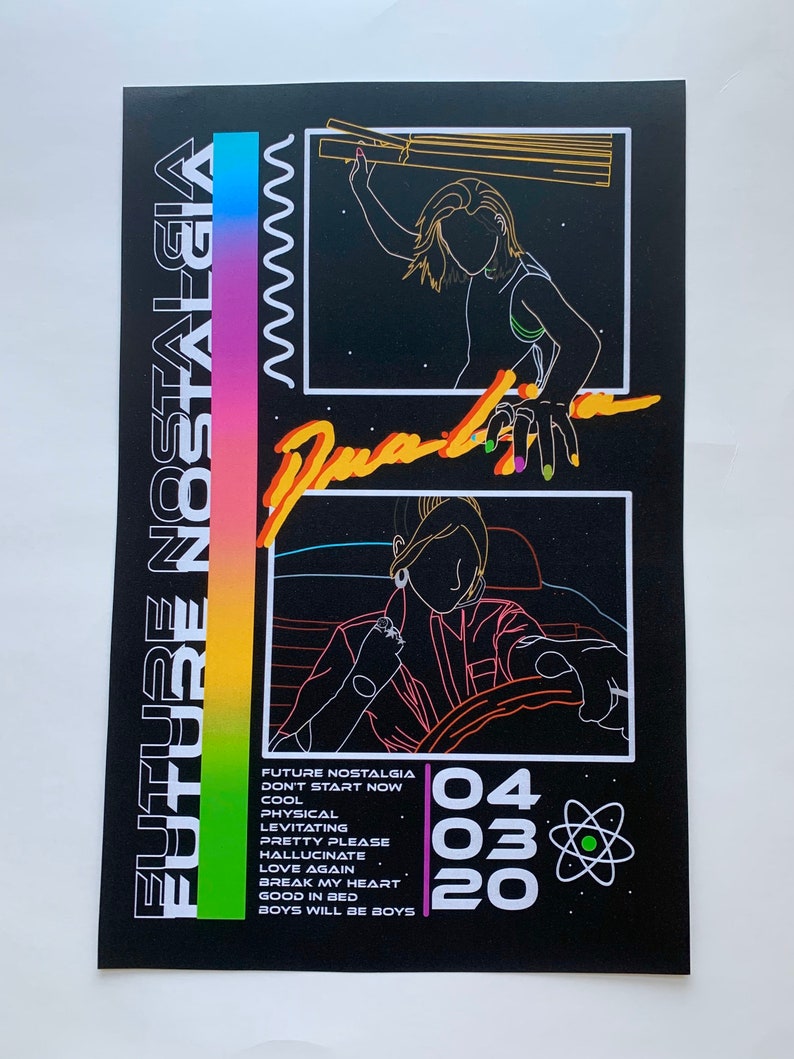 FUTURE NOSTALGIA
FUTURE NOSTALGIA
Dua Lipa
FUTURE NOSTALGIA
DON'T START NOW
COOL
PHYSICAL
LEVITATING
PRETTY PLEASE
HALLUCINATE
LOVE AGAIN
BREAK MY HEART
GOOD IN BED
BOYS WILL BE BOYS
04
03
20